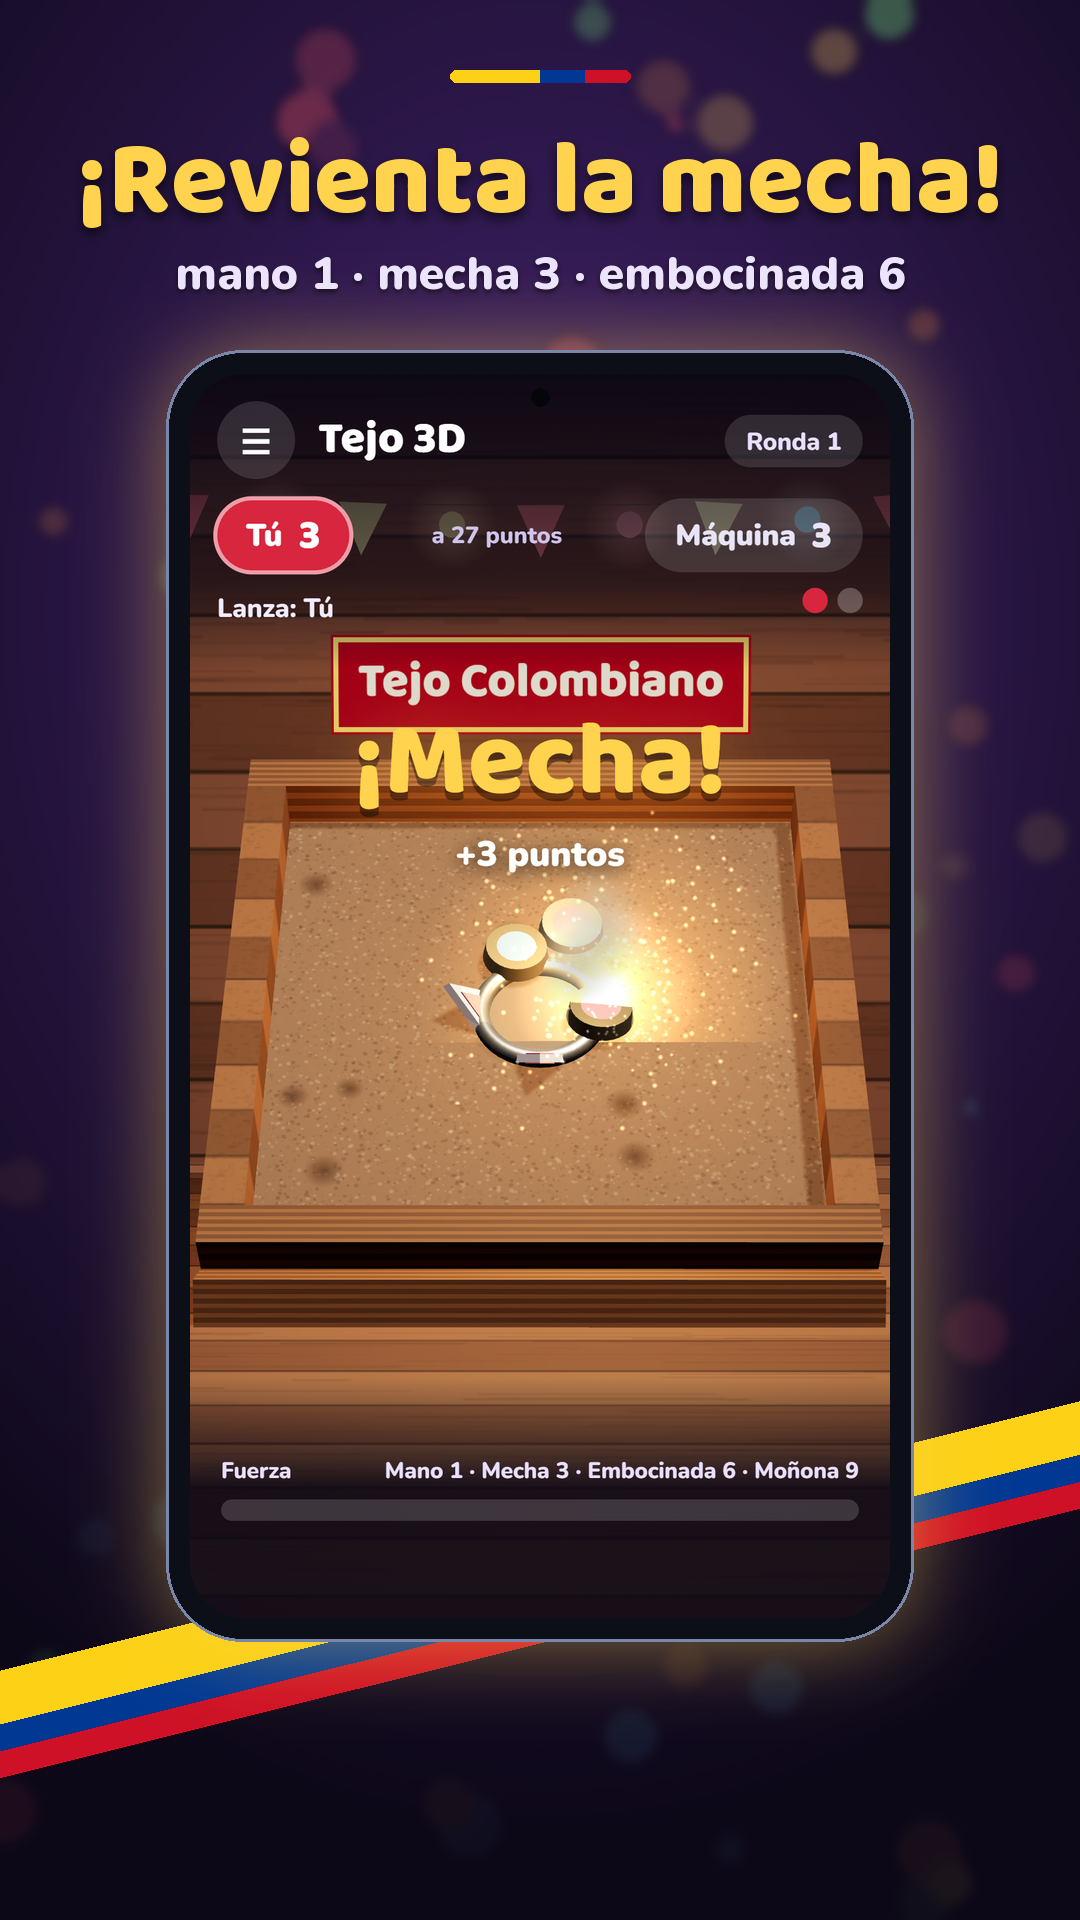 ¡Revienta la mecha!
mano 1 · mecha 3 · embocinada 6
Tejo 3D
Ronda 1
Tú 3
a 27 puntos
Máquina 3
Lanza: Tú
Tejo Colombiano
¡Mecha!
+3 puntos
Fuerza
Mano 1 · Mecha 3 · Embocinada 6 · Moñona 9